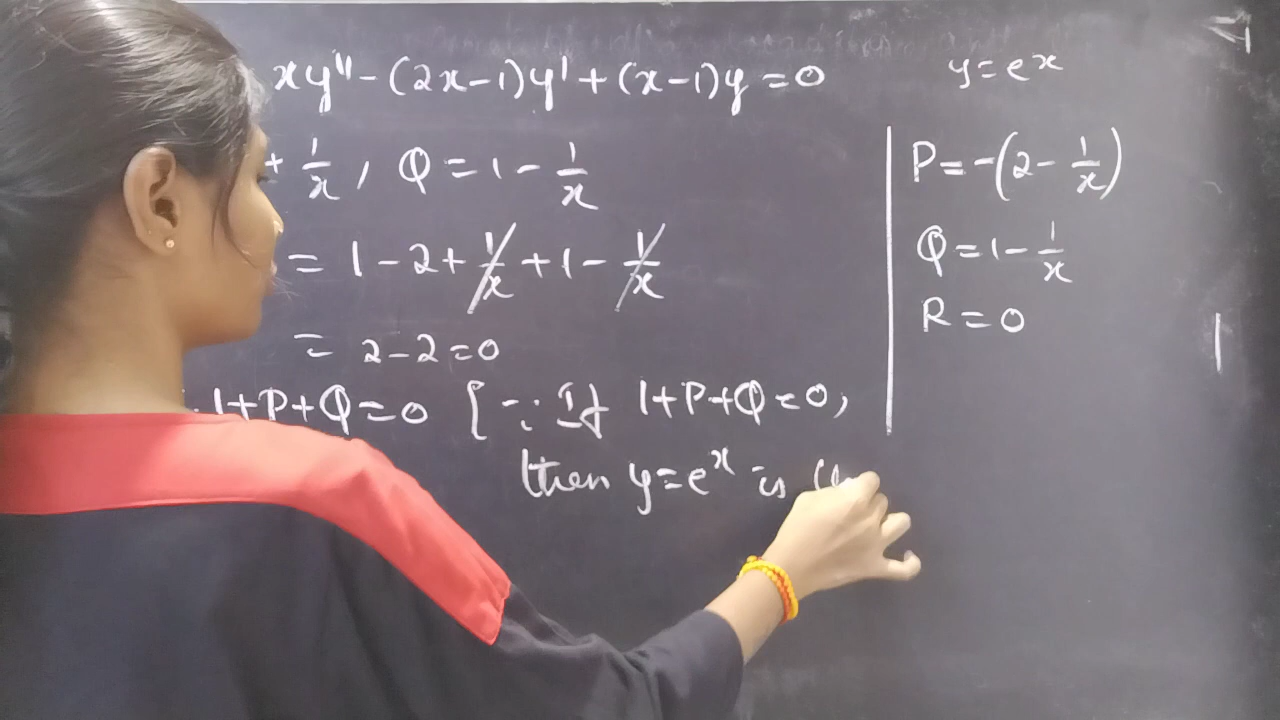 xy'' - (2x-1)y' + (x-1)y = 0
y = e^x
+ 1/x, Q = 1 - 1/x
= 1 - 2 + 1/x + 1 - 1/x
= 2 - 2 = 0
1+P+Q = 0 [∵ If 1+P+Q = 0,
then y = e^x is
P = -(2 - 1/x)
Q = 1 - 1/x
R = 0